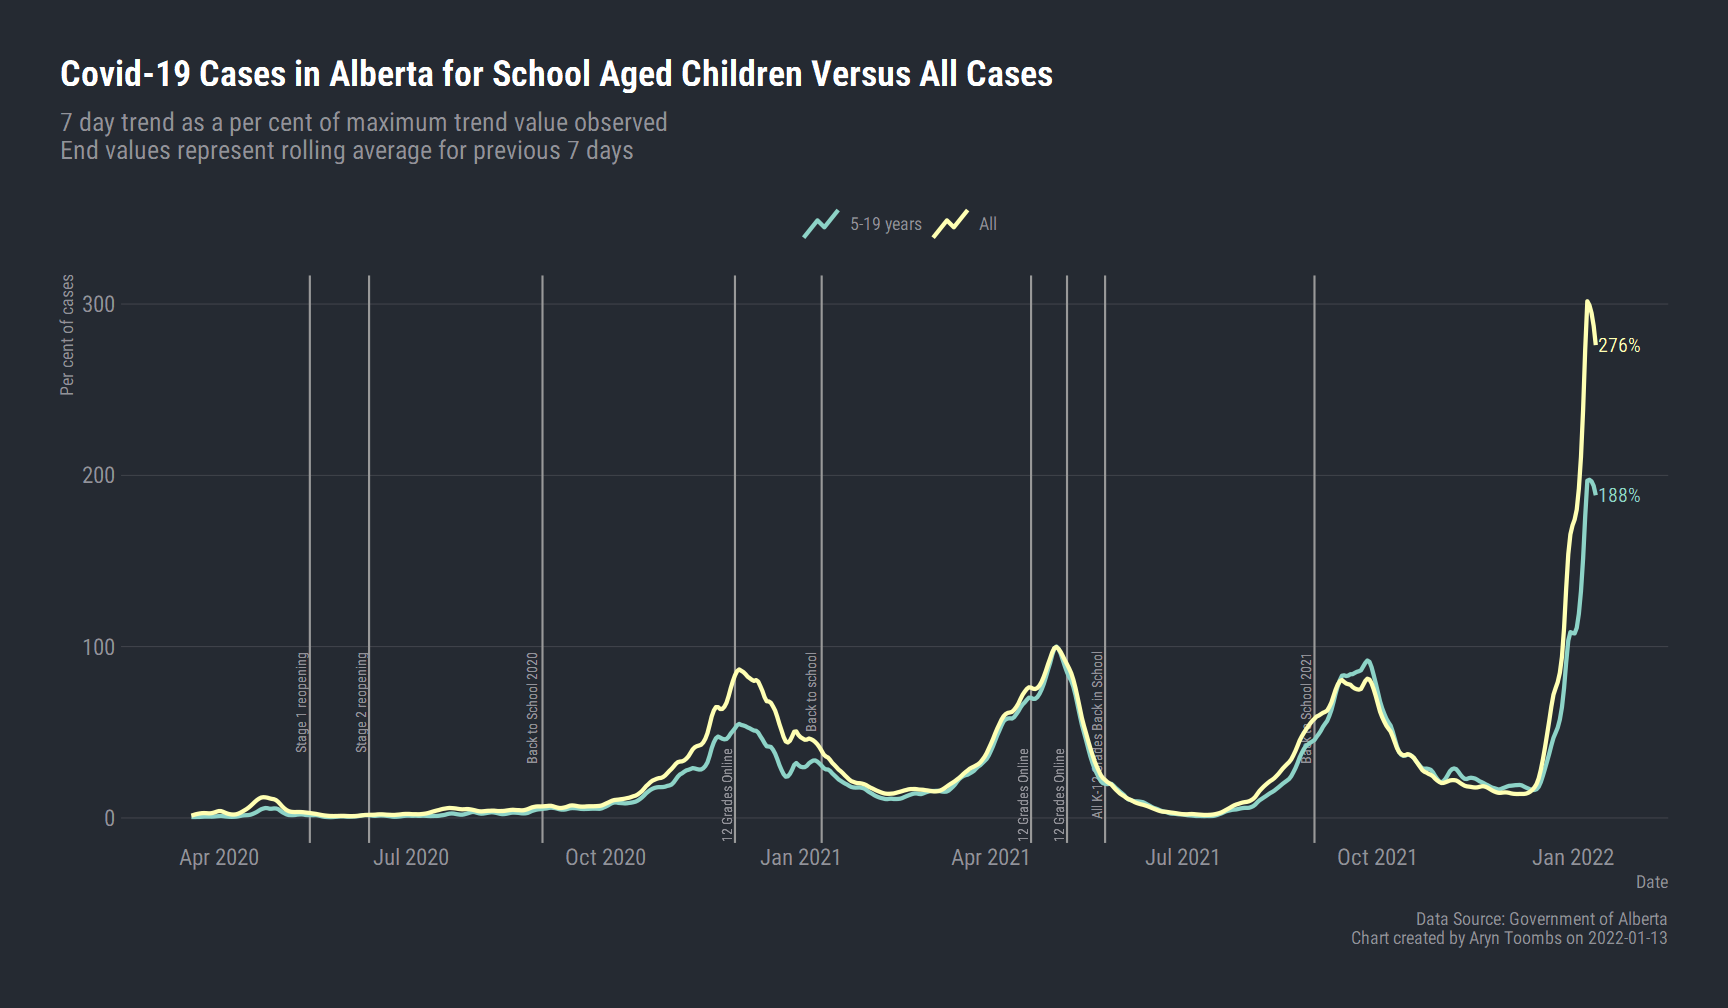 Covid-19 Cases in Alberta for School Aged Children Versus All Cases
7 day trend as a per cent of maximum trend value observed
End values represent rolling average for previous 7 days
5-19 years
All
Per cent of cases
300
200
100
0
276%
188%
Stage 1 reopening
Stage 2 reopening
Back to School 2020
12 Grades Online
Back to school
12 Grades Online
12 Grades Online
All K-12 Grades Back in School
Back to School 2021
Apr 2020
Jul 2020
Oct 2020
Jan 2021
Apr 2021
Jul 2021
Oct 2021
Jan 2022
Date
Data Source: Government of Alberta
Chart created by Aryn Toombs on 2022-01-13